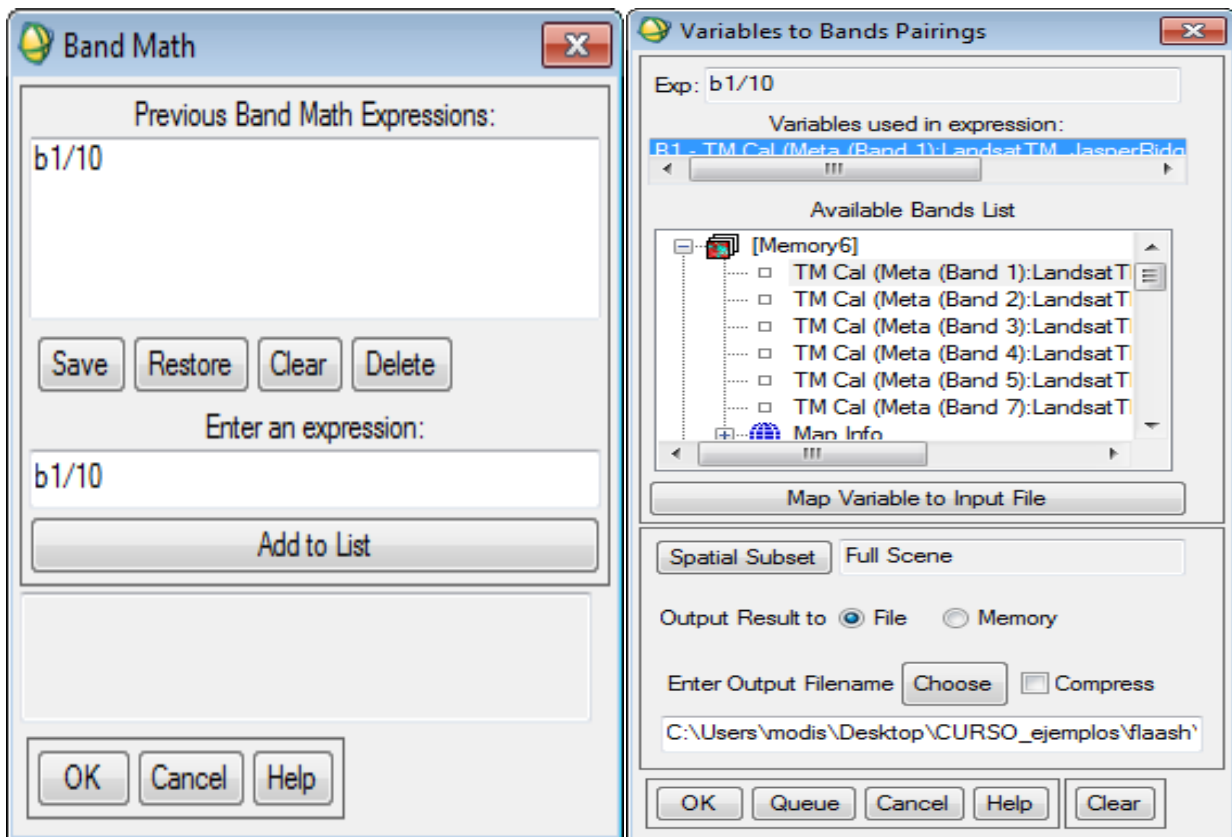 Band Math
Previous Band Math Expressions:
b1/10
Save Restore Clear Delete
Enter an expression:
b1/10
Add to List
OK Cancel Help
Variables to Bands Pairings
Exp: b1/10
Variables used in expression:
B1 - TM Cal (Meta (Band 1):LandsatTM_JasperRidg
Available Bands List
[Memory6]
TM Cal (Meta (Band 1):LandsatT
TM Cal (Meta (Band 2):LandsatT
TM Cal (Meta (Band 3):LandsatT
TM Cal (Meta (Band 4):LandsatT
TM Cal (Meta (Band 5):LandsatT
TM Cal (Meta (Band 7):LandsatT
Map Info
Map Variable to Input File
Spatial Subset Full Scene
Output Result to File Memory
Enter Output Filename Choose Compress
C:\Users\modis\Desktop\CURSO_ejemplos\flaash\
OK Queue Cancel Help Clear